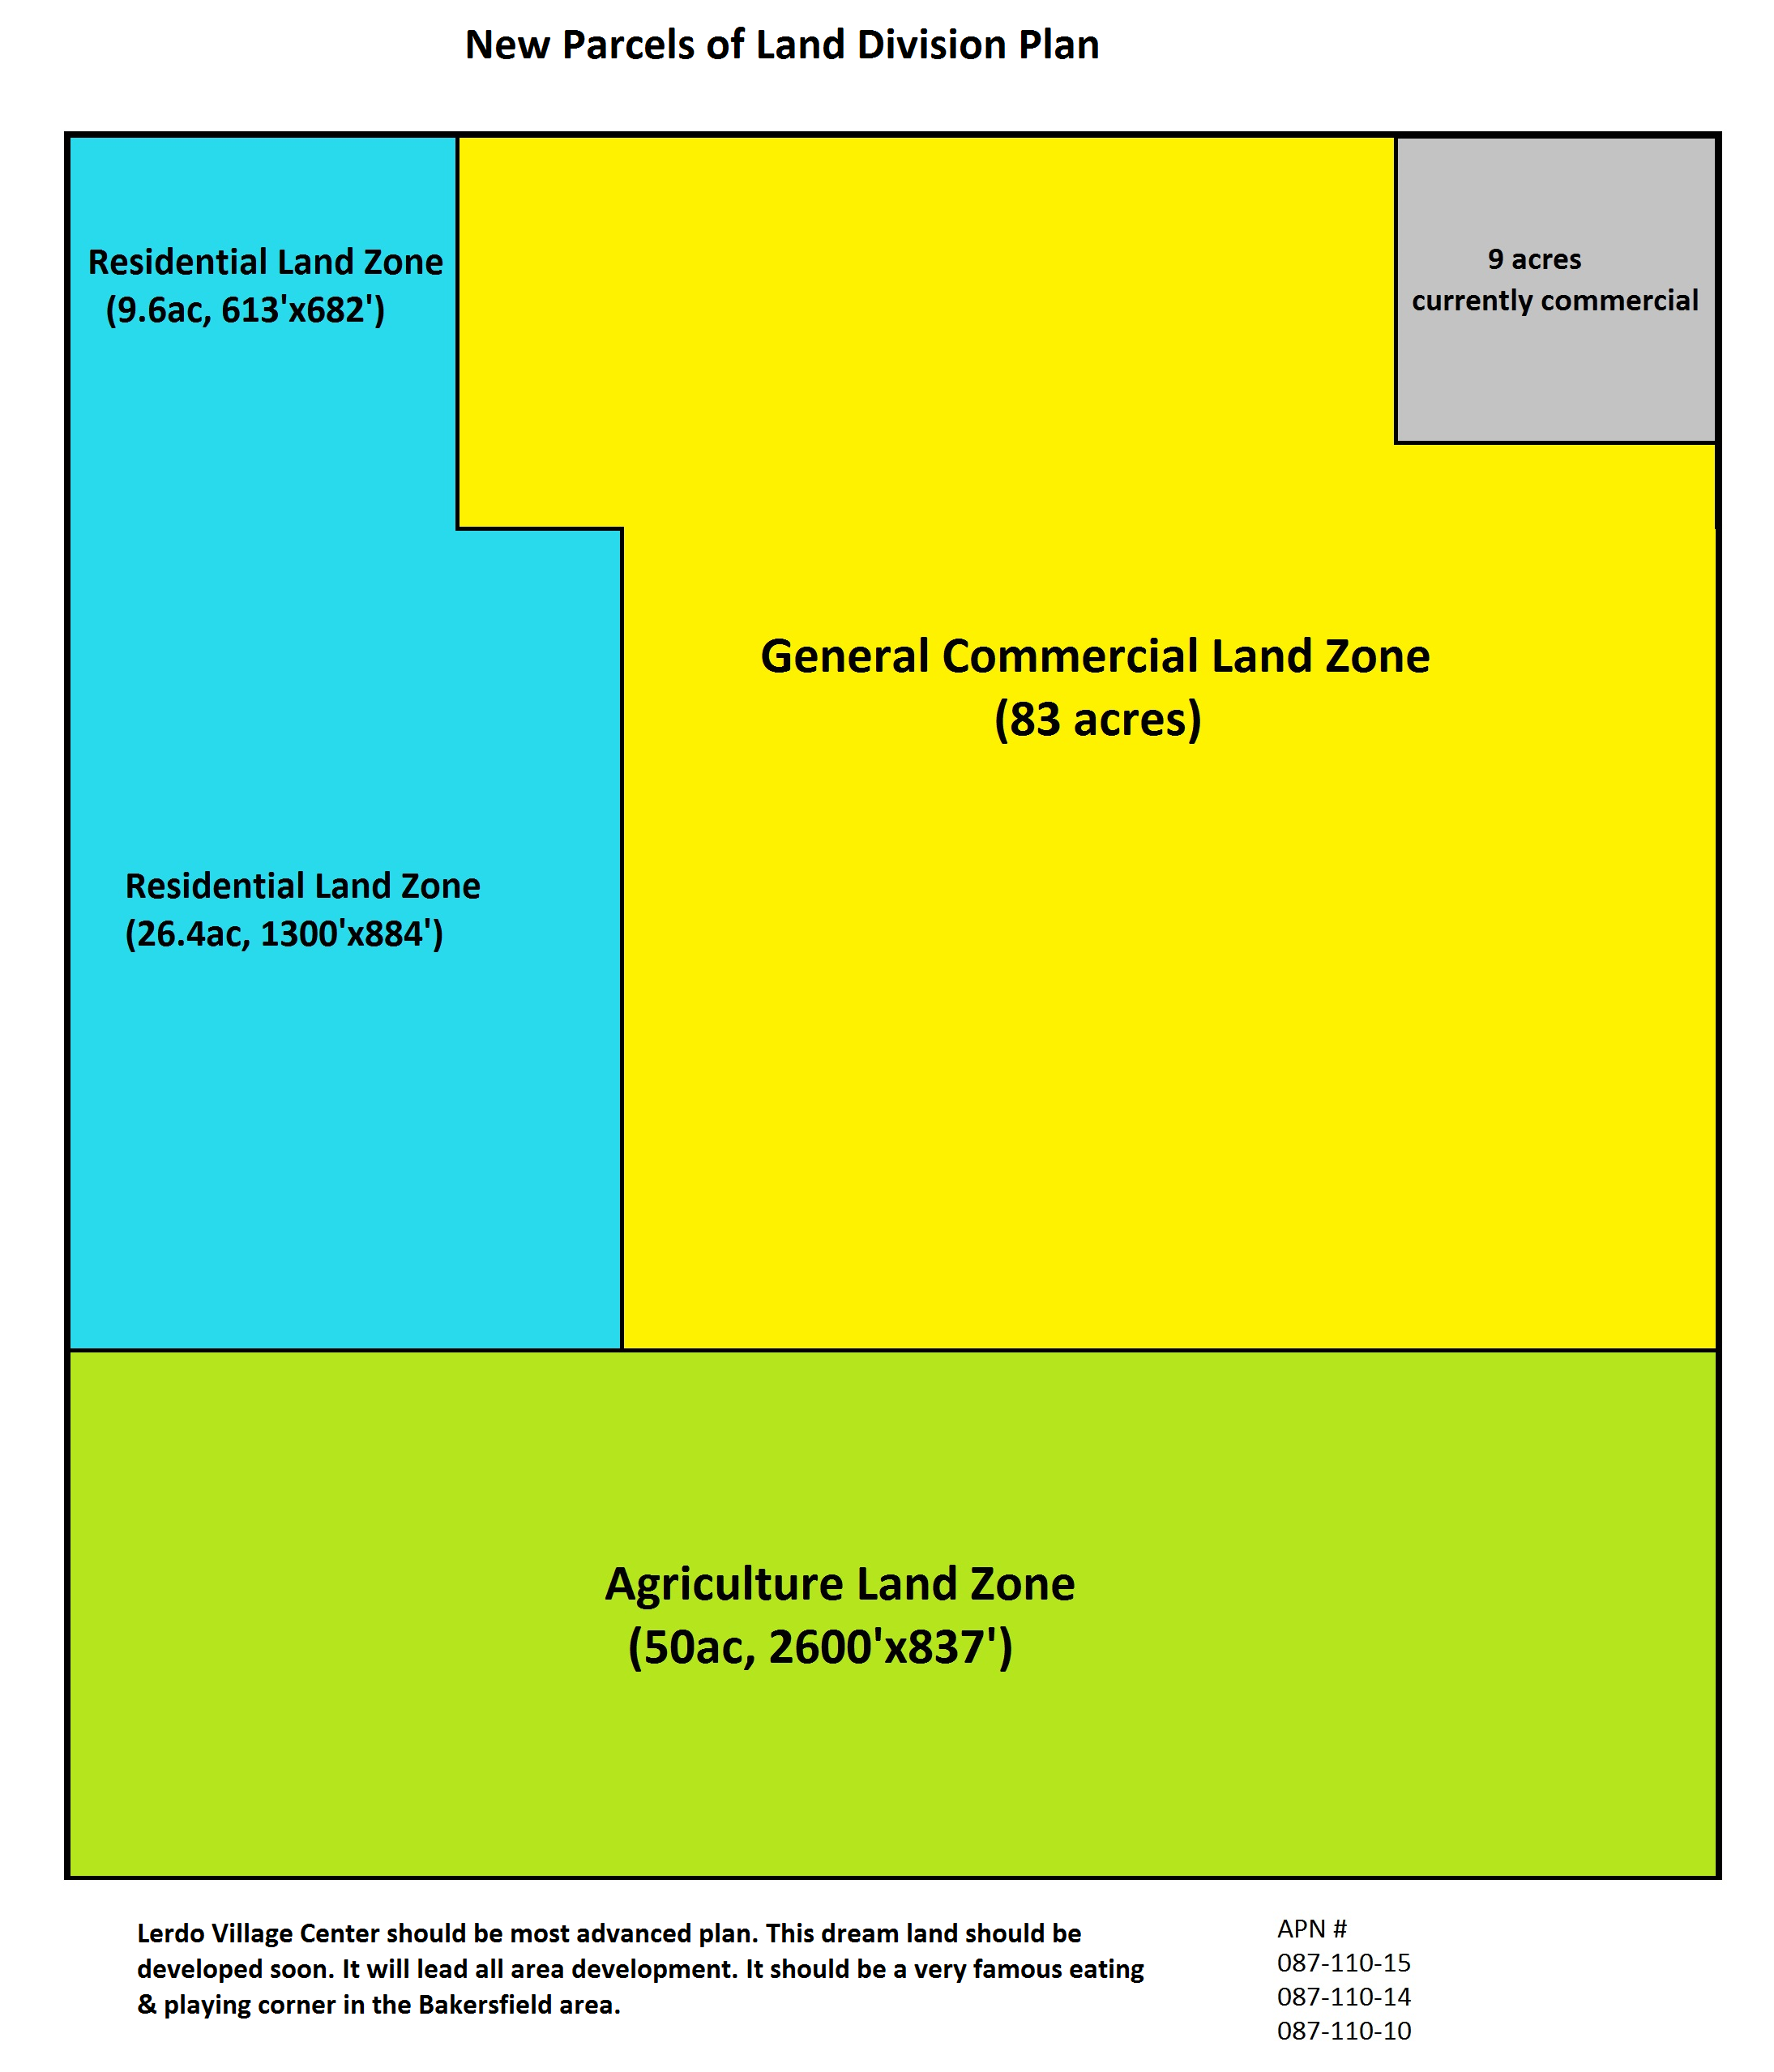 New Parcels of Land Division Plan
Residential Land Zone
(9.6ac, 613'x682')
9 acres
currently commercial
General Commercial Land Zone
(83 acres)
Residential Land Zone
(26.4ac, 1300'x884')
Agriculture Land Zone
(50ac, 2600'x837')
Lerdo Village Center should be most advanced plan. This dream land should be
developed soon. It will lead all area development. It should be a very famous eating
& playing corner in the Bakersfield area.
APN #
087-110-15
087-110-14
087-110-10